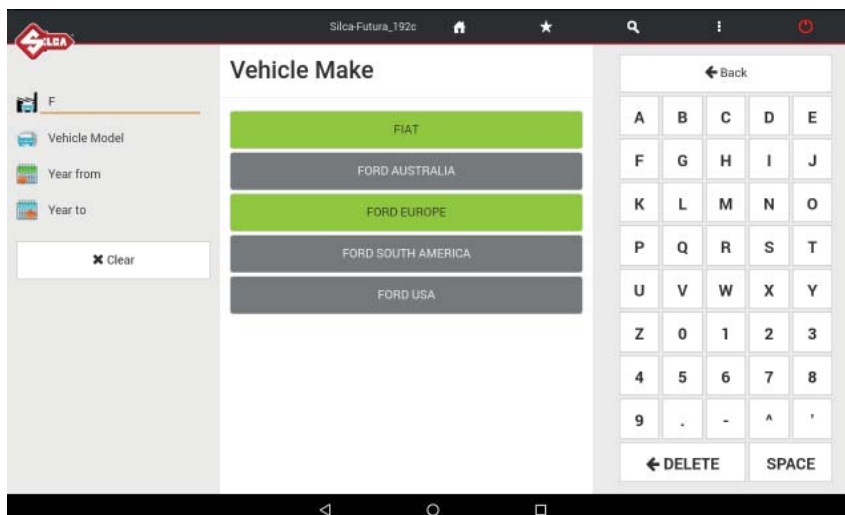 SILCA
Silca-Futura_192c
F
Vehicle Model
Year from
Year to
Clear
Vehicle Make
FIAT
FORD AUSTRALIA
FORD EUROPE
FORD SOUTH AMERICA
FORD USA
Back
A B C D E
F G H I J
K L M N O
P Q R S T
U V W X Y
Z 0 1 2 3
4 5 6 7 8
9 . - ^ '
DELETE SPACE